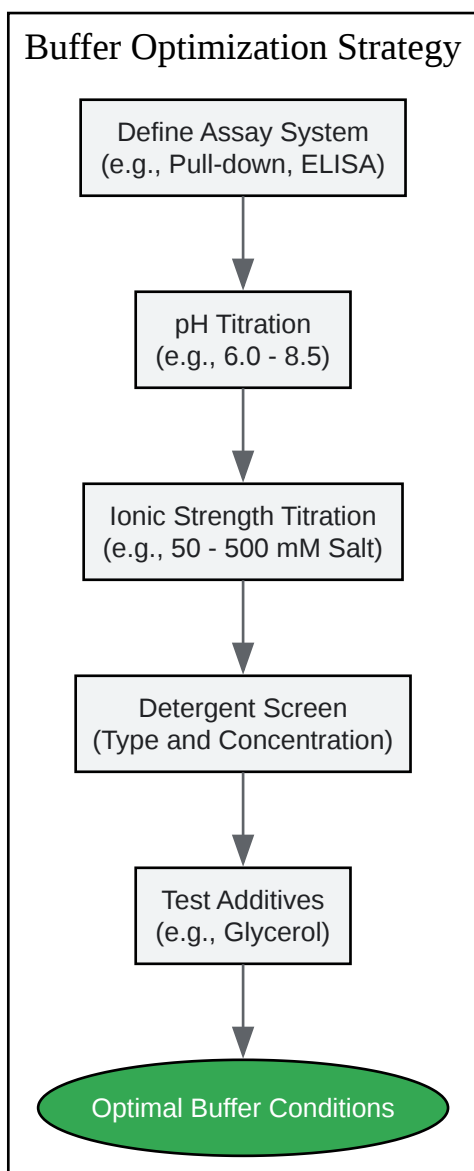 Buffer Optimization Strategy
Define Assay System
(e.g., Pull-down, ELISA)
pH Titration
(e.g., 6.0 - 8.5)
Ionic Strength Titration
(e.g., 50 - 500 mM Salt)
Detergent Screen
(Type and Concentration)
Test Additives
(e.g., Glycerol)
Optimal Buffer Conditions